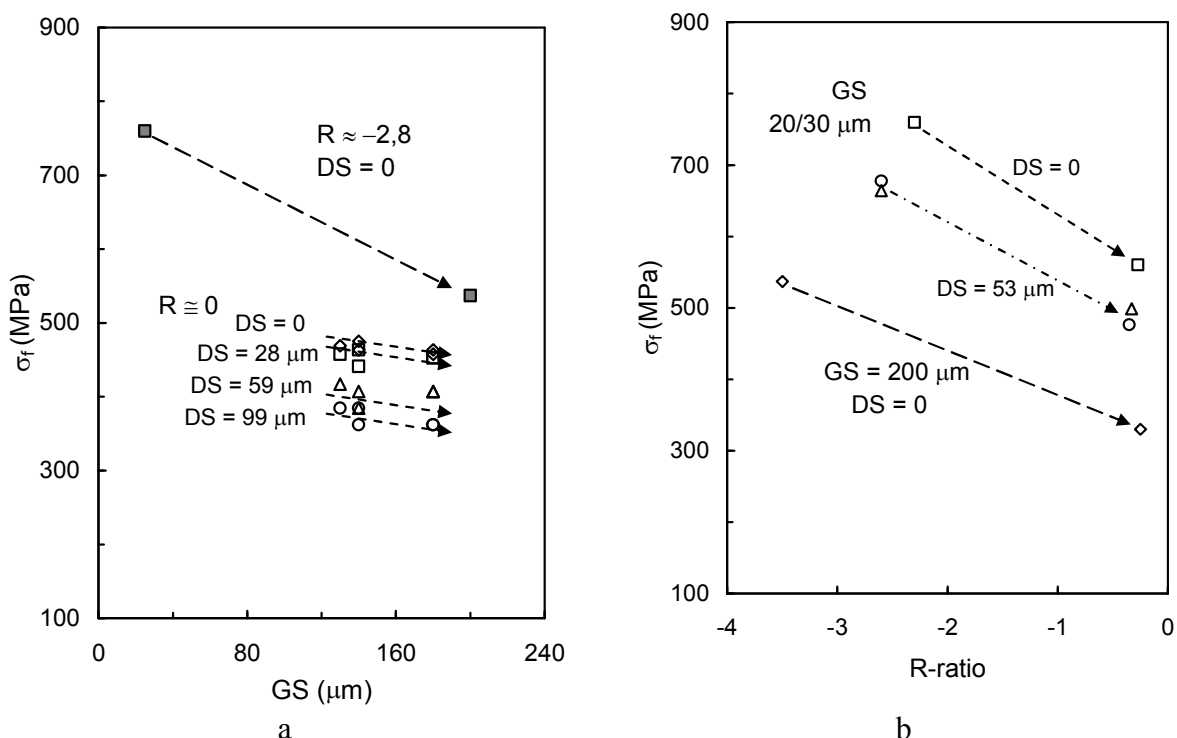 900
700
500
300
100
σf (MPa)
R ≈ −2,8
DS = 0
R ≅ 0
DS = 0
DS = 28 μm
DS = 59 μm
DS = 99 μm
0
80
160
240
GS (μm)
a
900
700
500
300
100
σf (MPa)
GS
20/30 μm
DS = 0
DS = 53 μm
GS = 200 μm
DS = 0
-4
-3
-2
-1
0
R-ratio
b